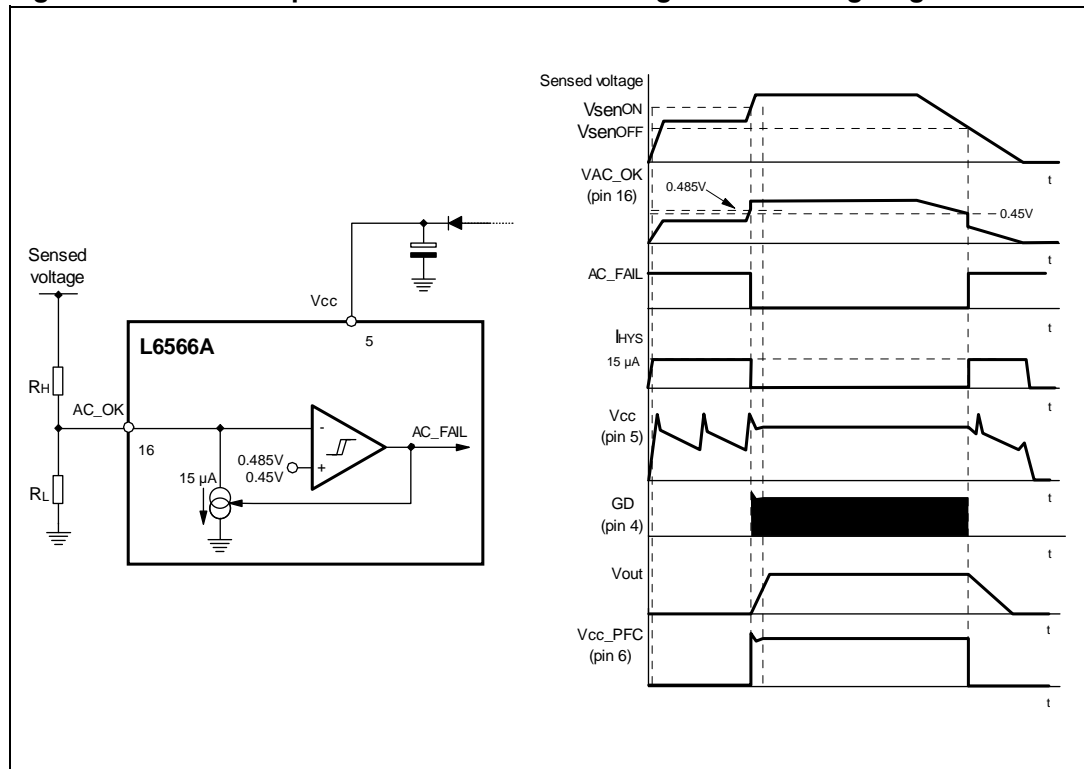 Sensed
voltage
RH
RL
AC_OK
16
L6566A
Vcc
5
15 µA
0.485V
0.45V
-
+
AC_FAIL
Sensed voltage
VsenON
VsenOFF
t
VAC_OK
(pin 16)
0.485V
0.45V
t
AC_FAIL
t
IHYS
15 µA
t
Vcc
(pin 5)
t
GD
(pin 4)
t
Vout
t
Vcc_PFC
(pin 6)
t